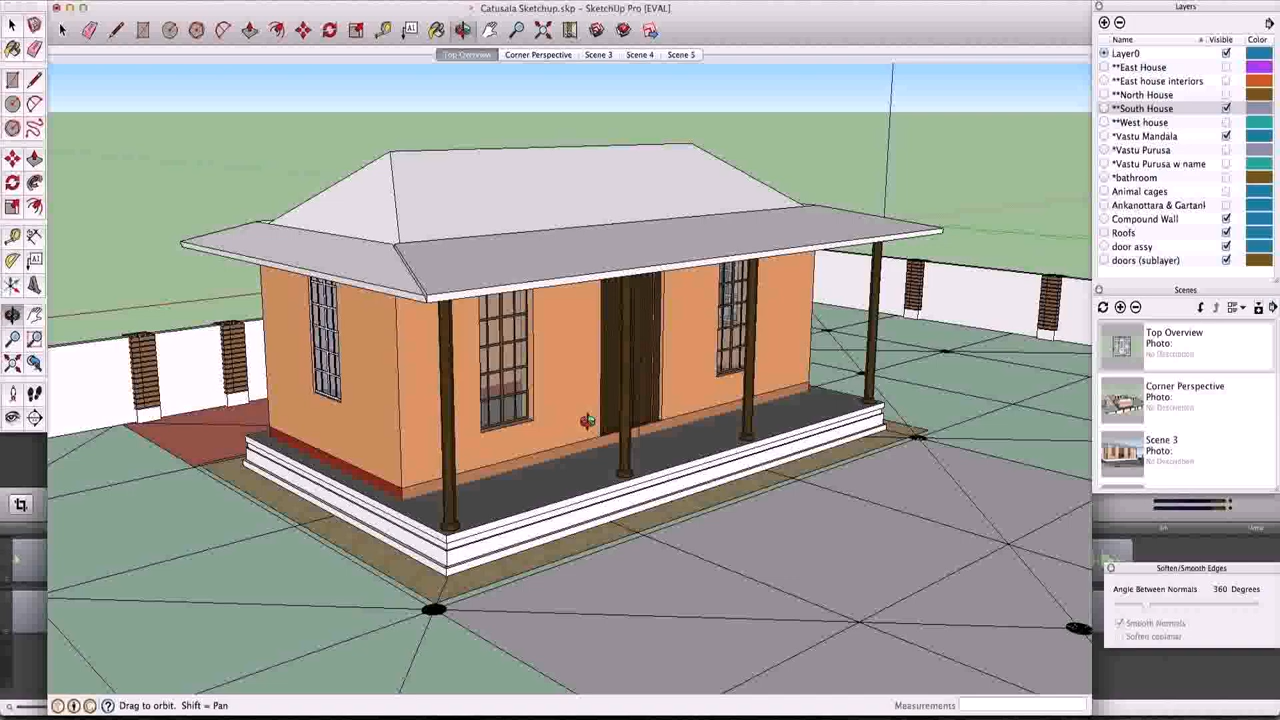 Catusala Sketchup.skp - SketchUp Pro [EVAL]
Top Overview
Corner Perspective
Scene 3
Scene 4
Scene 5
Layers
Name
Visible
Color
Layer0
**East House
**East house interiors
**North House
**South House
**West house
*Vastu Mandala
*Vastu Purusa
*Vastu Purusa w name
*bathroom
Animal cages
Ankanottara & Gartank
Compound Wall
Roofs
door assy
doors (sublayer)
Scenes
Top Overview
Photo:
No Description
Corner Perspective
Photo:
No Description
Scene 3
Photo:
No Description
Soften/Smooth Edges
Angle Between Normals 360 Degrees
Smooth Normals
Soften coplanar
Drag to orbit. Shift = Pan
Measurements